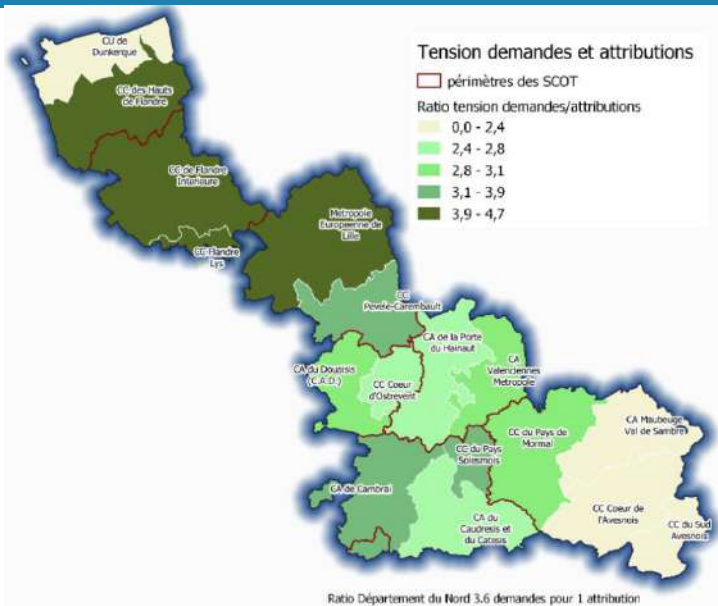 CU de
Dunkerque
CC des Hauts
de Flandre
CC de Flandre
Intérieure
CC Flandre
Lys
Métropole
Européenne de
Lille
CC
Pévèle-Carembault
CA de la Porte
du Hainaut
CA du Douaisis
(C.A.D.)
CC Coeur
d'Ostrevent
CA
Valenciennes
Métropole
CC du Pays de
Mormal
CA Maubeuge
Val de Sambre
CC du Pays
Solesmois
CA de Cambrai
CA du
Caudrésis et
du Catésis
CC Coeur de
l'Avesnois
CC du Sud
Avesnois
Tension demandes et attributions
périmètres des SCOT
Ratio tension demandes/attributions
0,0 - 2,4
2,4 - 2,8
2,8 - 3,1
3,1 - 3,9
3,9 - 4,7
Ratio Département du Nord 3.6 demandes pour 1 attribution